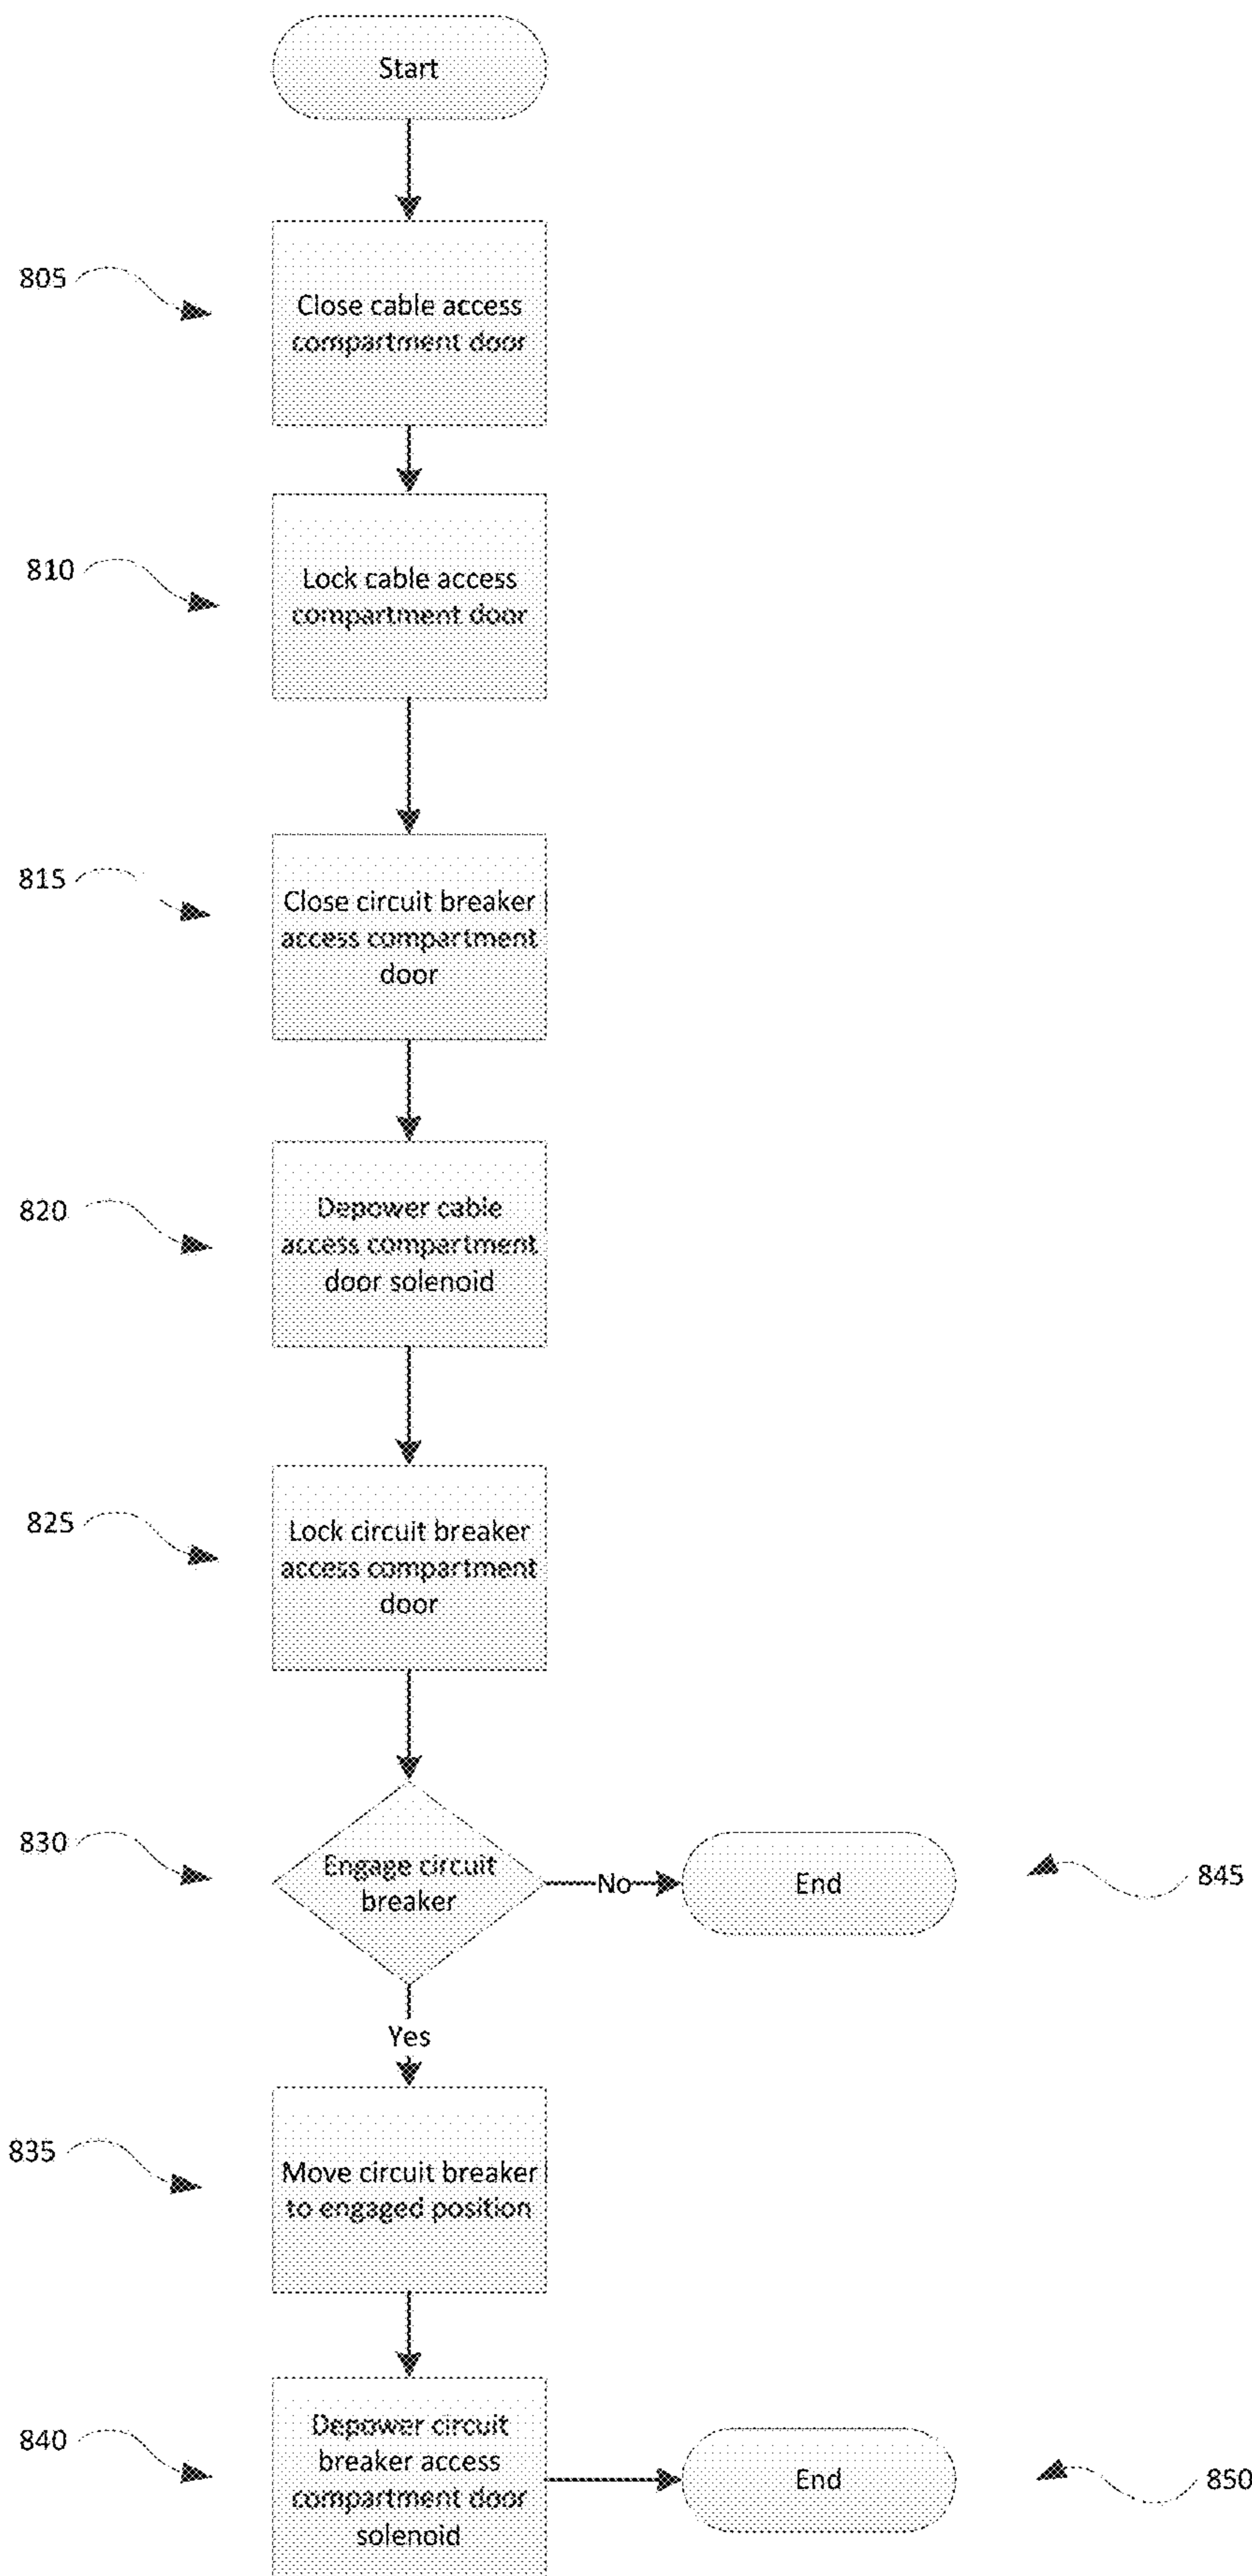 Start
805
Close cable access
compartment door
810
Lock cable access
compartment door
815
Close circuit breaker
access compartment
door
820
Depower cable
access compartment
door solenoid
825
Lock circuit breaker
access compartment
door
830
Engage circuit
breaker
No
End
845
Yes
835
Move circuit breaker
to engaged position
840
Depower circuit
breaker access
compartment door
solenoid
End
850